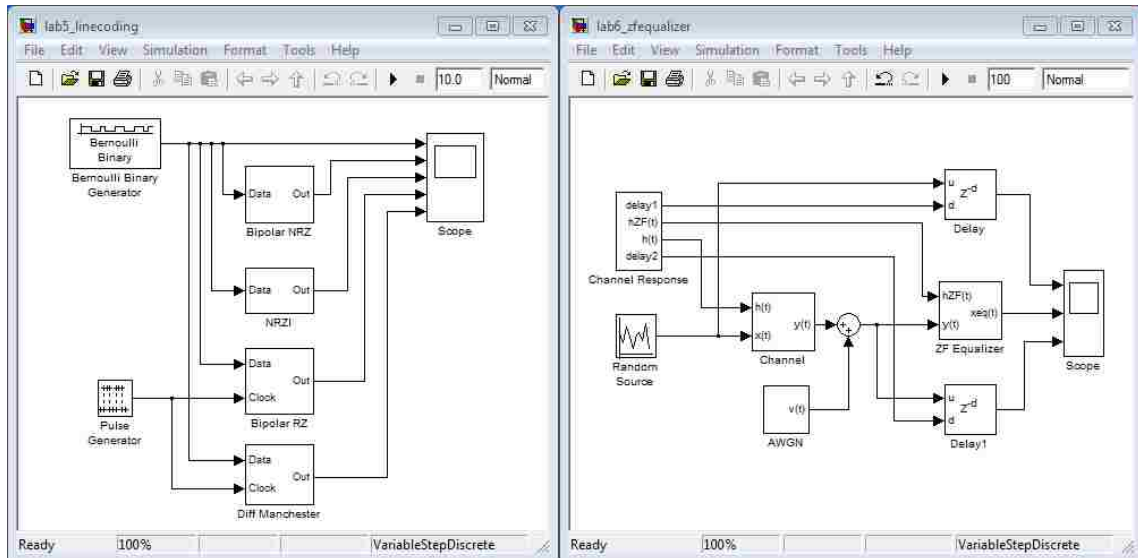 lab5_linecoding
File Edit View Simulation Format Tools Help
10.0 Normal
Bernoulli
Binary
Bernoulli Binary
Generator
Data Out
Bipolar NRZ
Data Out
NRZI
Data
Clock
Out
Bipolar RZ
Pulse
Generator
Data
Clock
Out
Diff Manchester
Scope
Ready 100% VariableStepDiscrete
lab6_zfequalizer
File Edit View Simulation Format Tools Help
100 Normal
delay1
hZF(t)
h(t)
delay2
Channel Response
Random
Source
h(t)
x(t)
y(t)
Channel
v(t)
AWGN
u
d
Z-d
Delay
hZF(t)
y(t)
xeq(t)
ZF Equalizer
u
d
Z-d
Delay1
Scope
Ready 100% VariableStepDiscrete